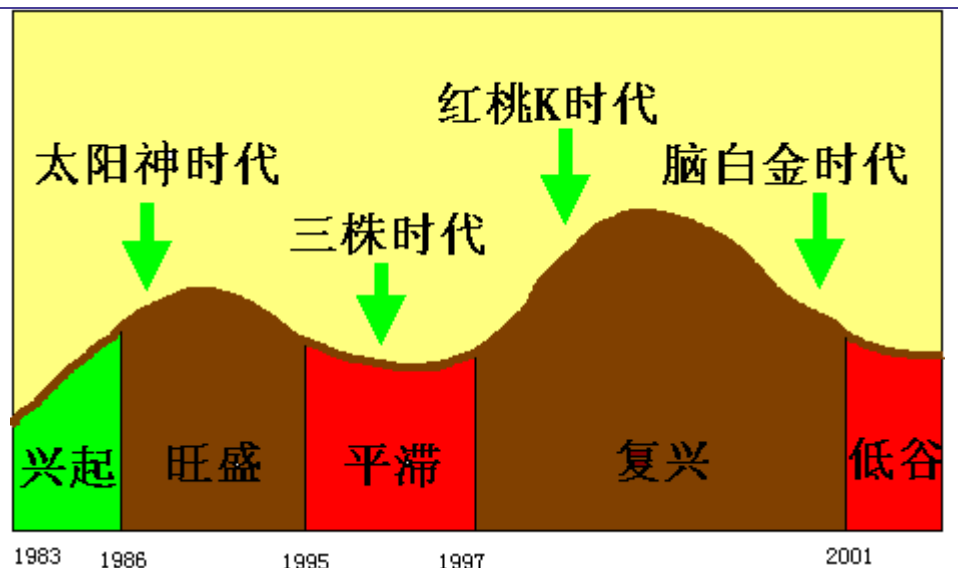 红桃K时代
太阳神时代
脑白金时代
三株时代
兴起
旺盛
平滞
复兴
低谷
1983
1986
1995
1997
2001